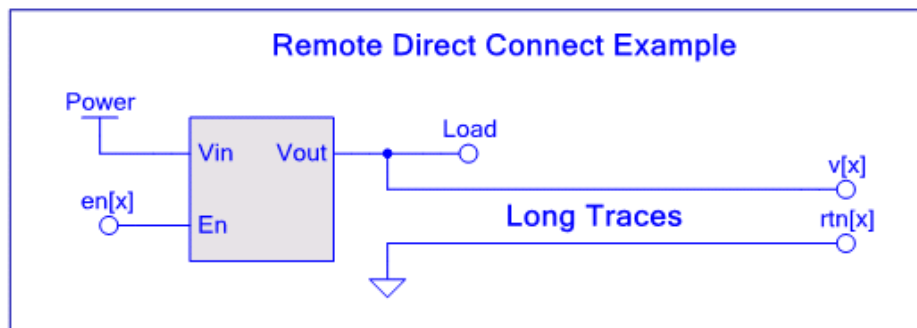 Remote Direct Connect Example
Power
Load
Vin Vout
v[x]
en[x]
En
Long Traces
rtn[x]